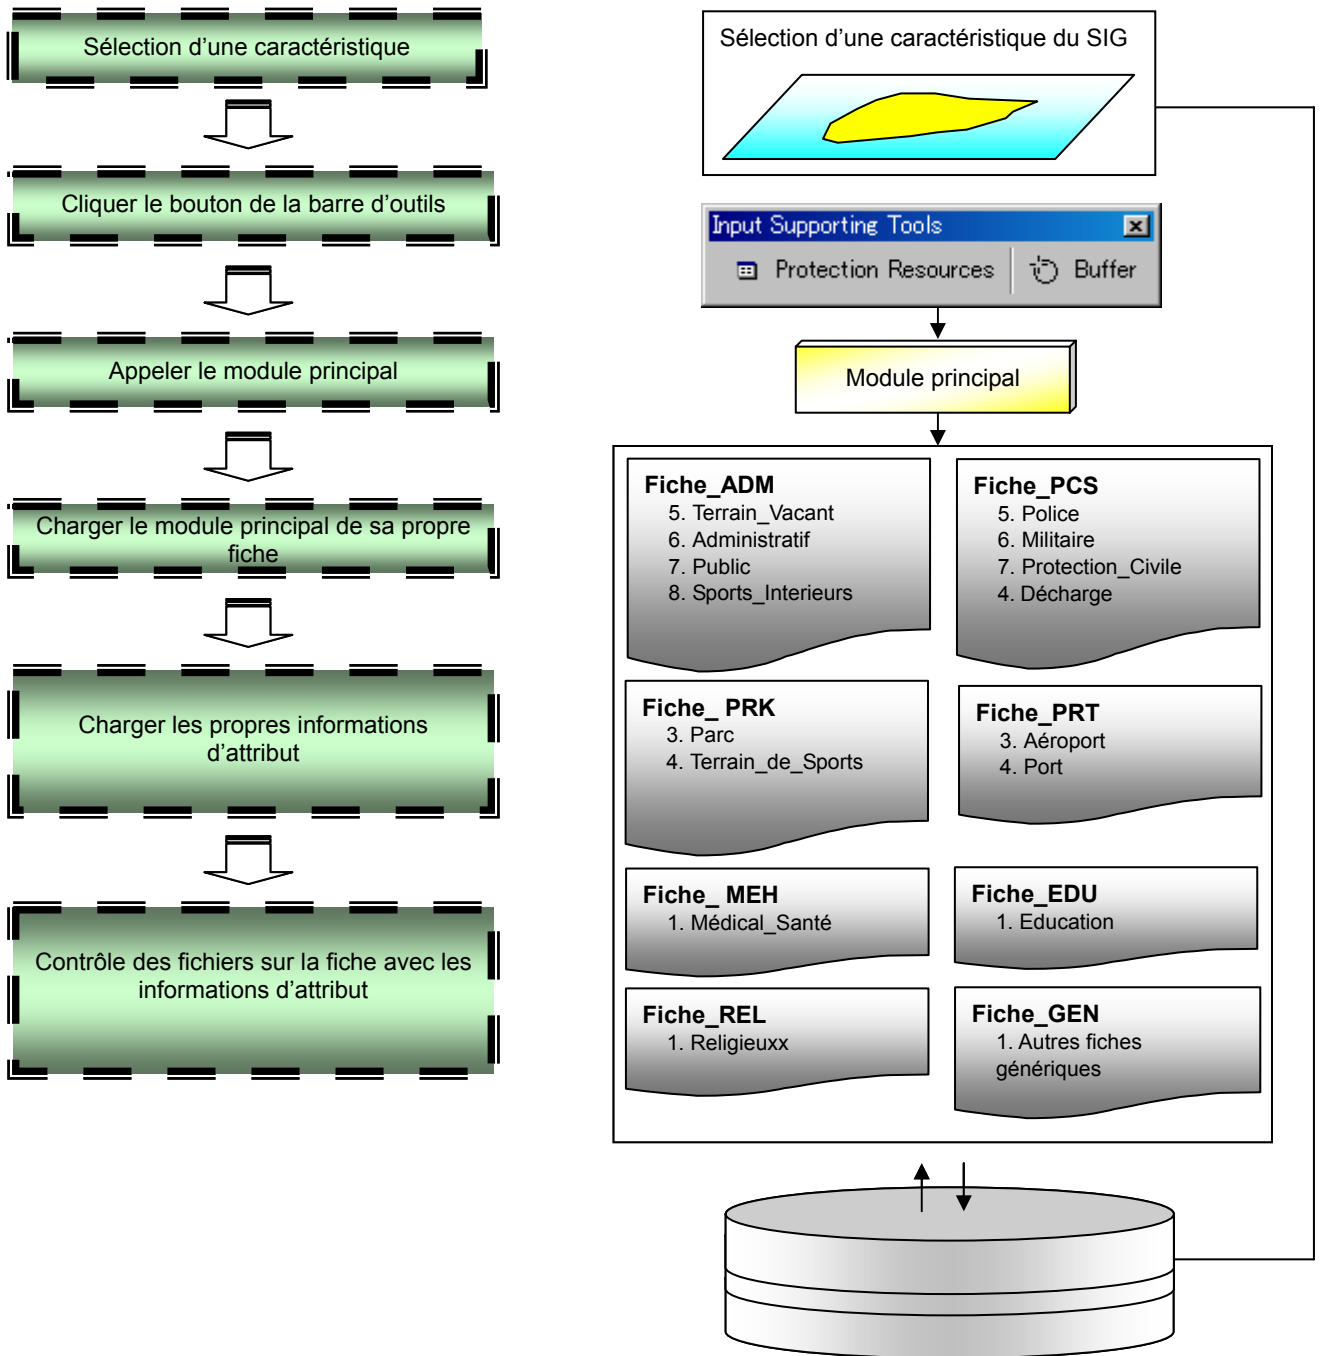 Sélection d'une caractéristique
Cliquer le bouton de la barre d'outils
Appeler le module principal
Charger le module principal de sa propre
fiche
Charger les propres informations
d'attribut
Contrôle des fichiers sur la fiche avec les
informations d'attribut
Sélection d'une caractéristique du SIG
Input Supporting Tools
Protection Resources
Buffer
Module principal
Fiche_ADM
5. Terrain_Vacant
6. Administratif
7. Public
8. Sports_Interieurs
Fiche_PCS
5. Police
6. Militaire
7. Protection_Civile
4. Décharge
Fiche_ PRK
3. Parc
4. Terrain_de_Sports
Fiche_PRT
3. Aéroport
4. Port
Fiche_ MEH
1. Médical_Santé
Fiche_EDU
1. Education
Fiche_REL
1. Religieuxx
Fiche_GEN
1. Autres fiches
génériques